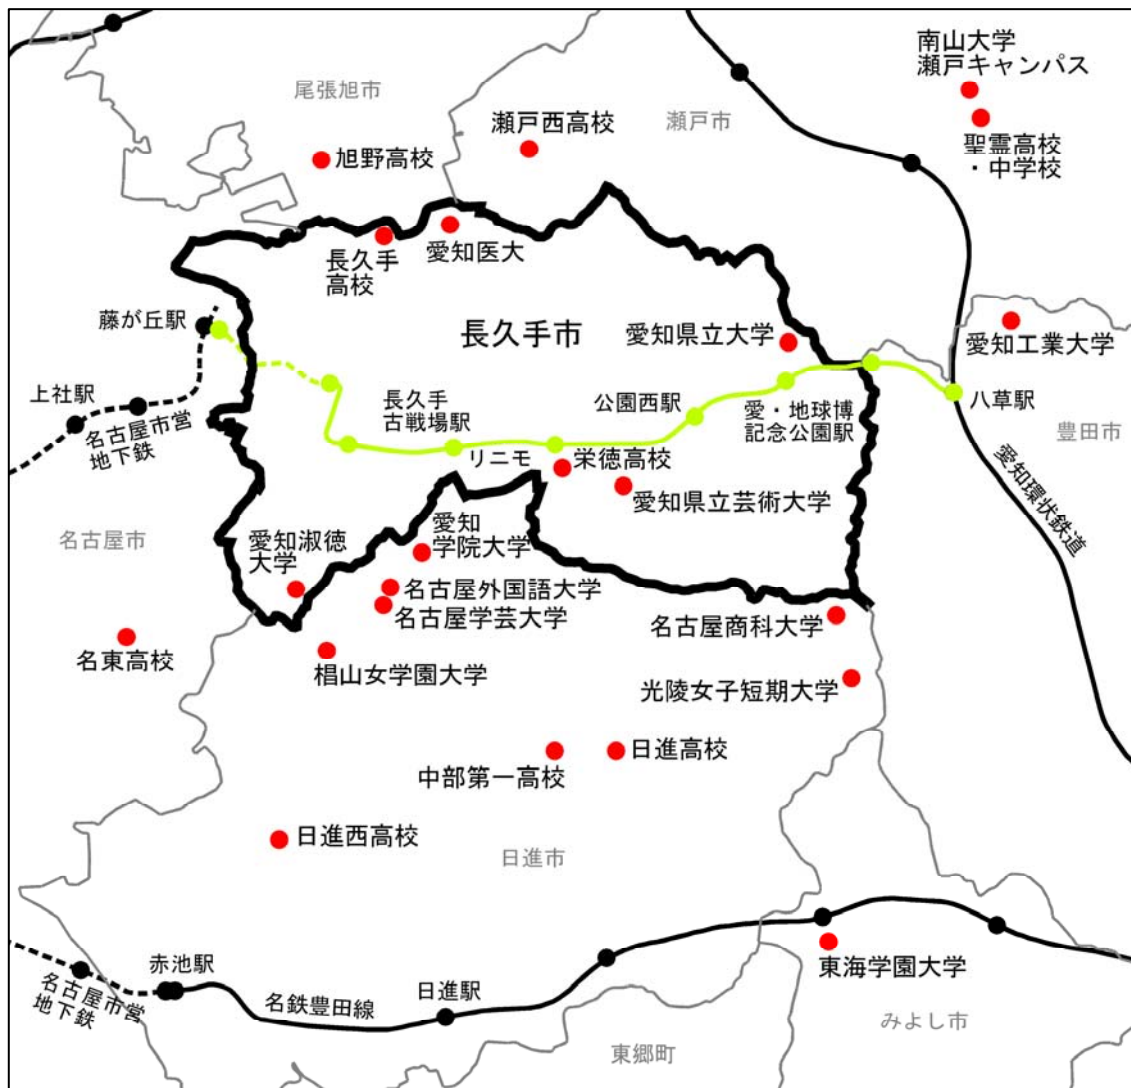 南山大学
瀬戸キャンパス
尾張旭市
瀬戸西高校
瀬戸市
旭野高校
聖霊高校
・中学校
愛知医大
長久手
高校
藤が丘駅
長久手市
愛知県立大学
愛知工業大学
上社駅
長久手
古戦場駅
公園西駅
愛・地球博
記念公園駅
八草駅
名古屋市営
地下鉄
豊田市
リニモ
栄徳高校
愛知環状鉄道
愛知県立芸術大学
名古屋市
愛知淑徳
大学
愛知
学院大学
名古屋外国語大学
名古屋学芸大学
名古屋商科大学
名東高校
椙山女学園大学
光陵女子短期大学
中部第一高校
日進高校
日進西高校
日進市
赤池駅
名古屋市営
地下鉄
名鉄豊田線
日進駅
東海学園大学
みよし市
東郷町